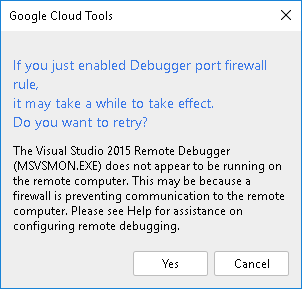 Google Cloud Tools
If you just enabled Debugger port firewall
rule,
it may take a while to take effect.
Do you want to retry?
The Visual Studio 2015 Remote Debugger
(MSVSMON.EXE) does not appear to be running on
the remote computer. This may be because a
firewall is preventing communication to the remote
computer. Please see Help for assistance on
configuring remote debugging.
Yes
Cancel